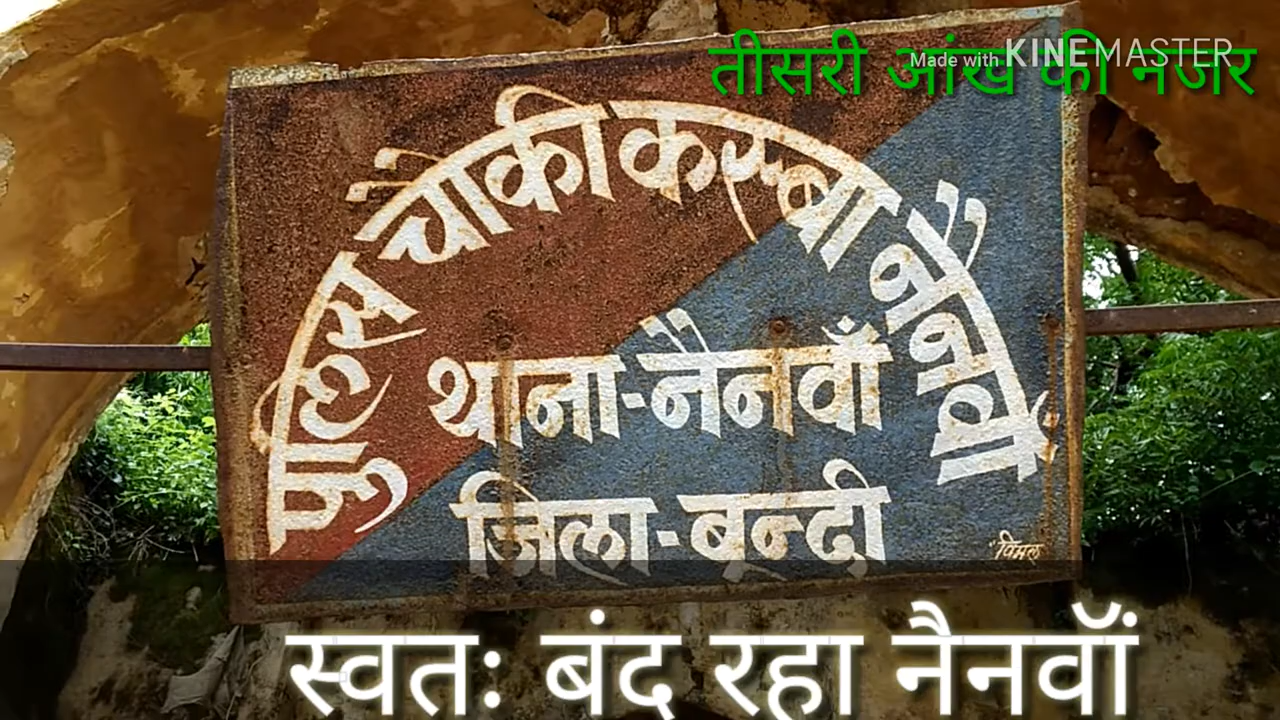 तीसरी आंख की नजर
Made with KINEMASTER
पुलिस चौकी कस्बा नैनवाँ
थाना-नैनवाँ
जिला-बून्दी
विमल
स्वतः बंद रहा नैनवॉं